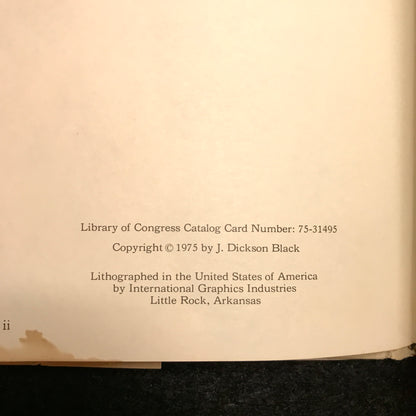 Library of Congress Catalog Card Number: 75-31495
Copyright © 1975 by J. Dickson Black
Lithographed in the United States of America
by International Graphics Industries
Little Rock, Arkansas
ii